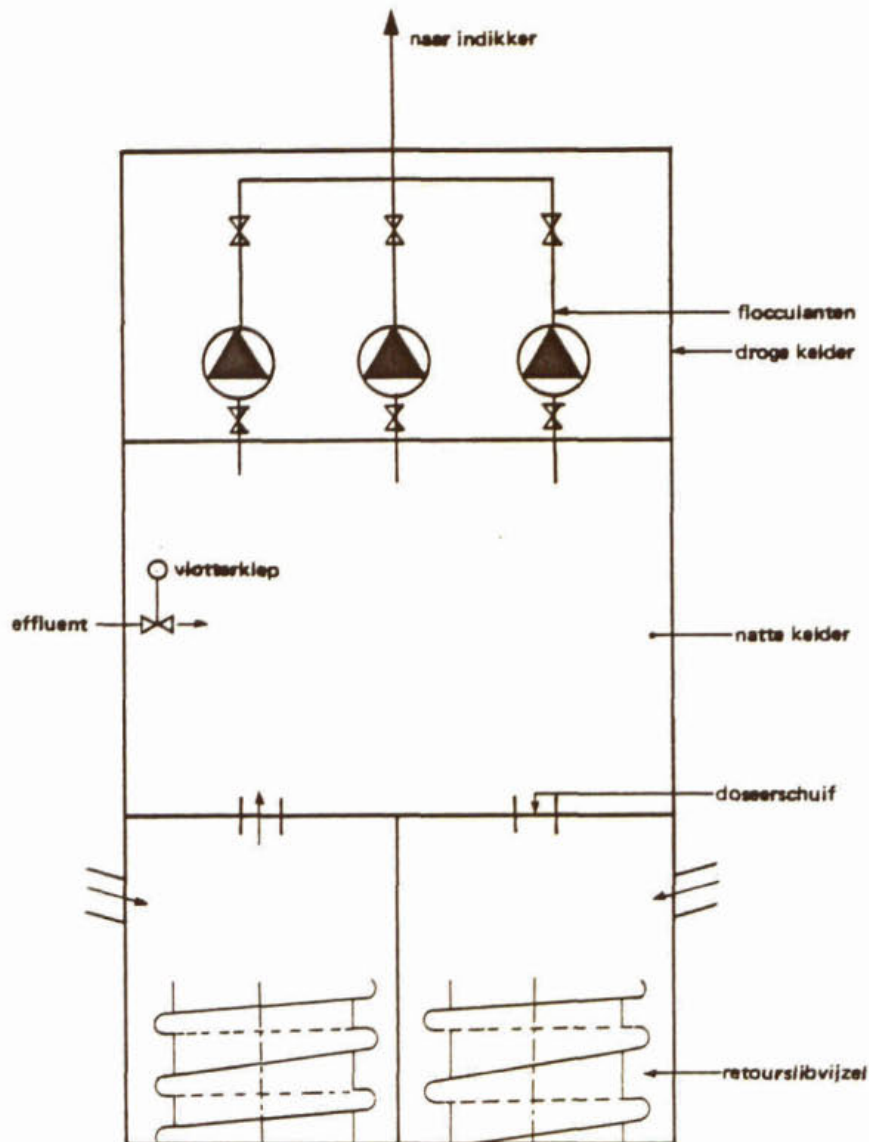 naar indikker
flocculanten
droge kelder
vlotterklep
effluent
natte kelder
doseerschuif
retourslibvijzel